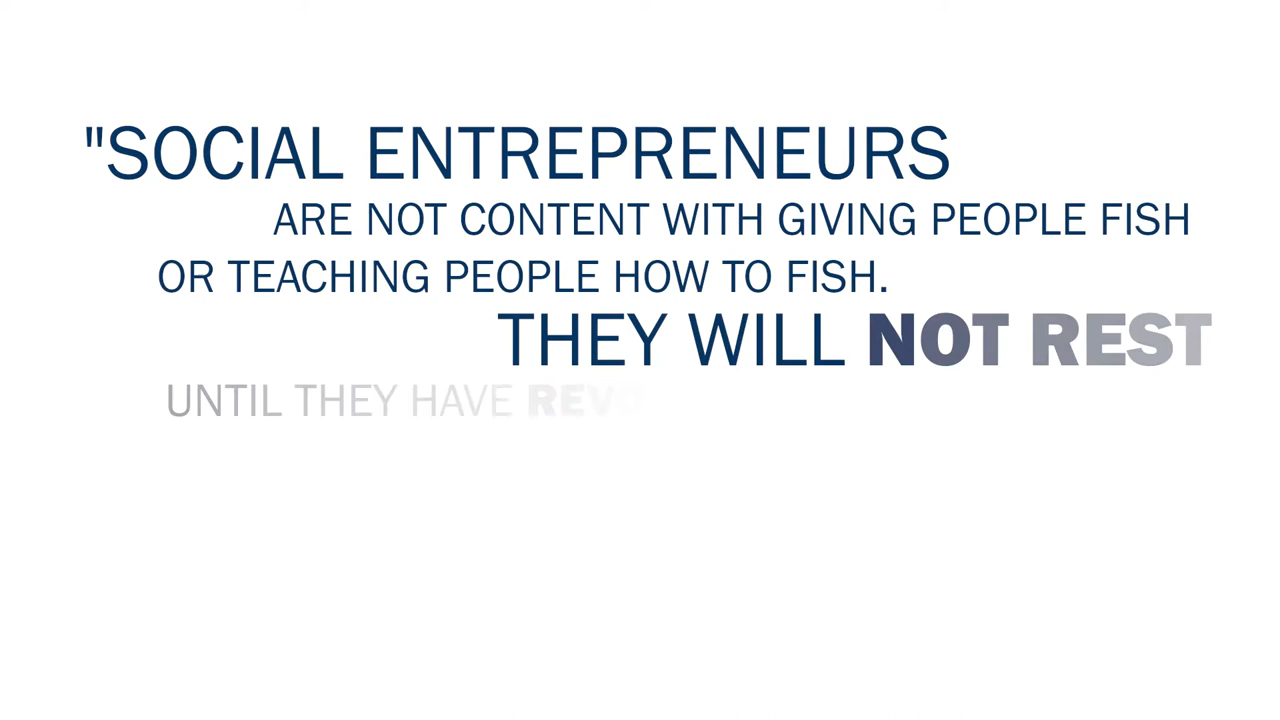 "SOCIAL ENTREPRENEURS
ARE NOT CONTENT WITH GIVING PEOPLE FISH
OR TEACHING PEOPLE HOW TO FISH.
THEY WILL NOT REST
UNTIL THEY HAVE REVO